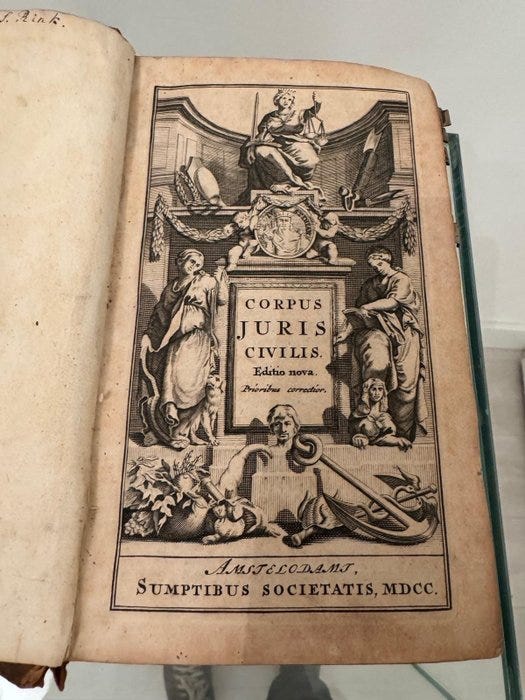 CORPUS
JURIS
CIVILIS.
Editio nova.
Prioribus correctior.
AMSTELODAMI,
SUMPTIBUS SOCIETATIS, MDCC.